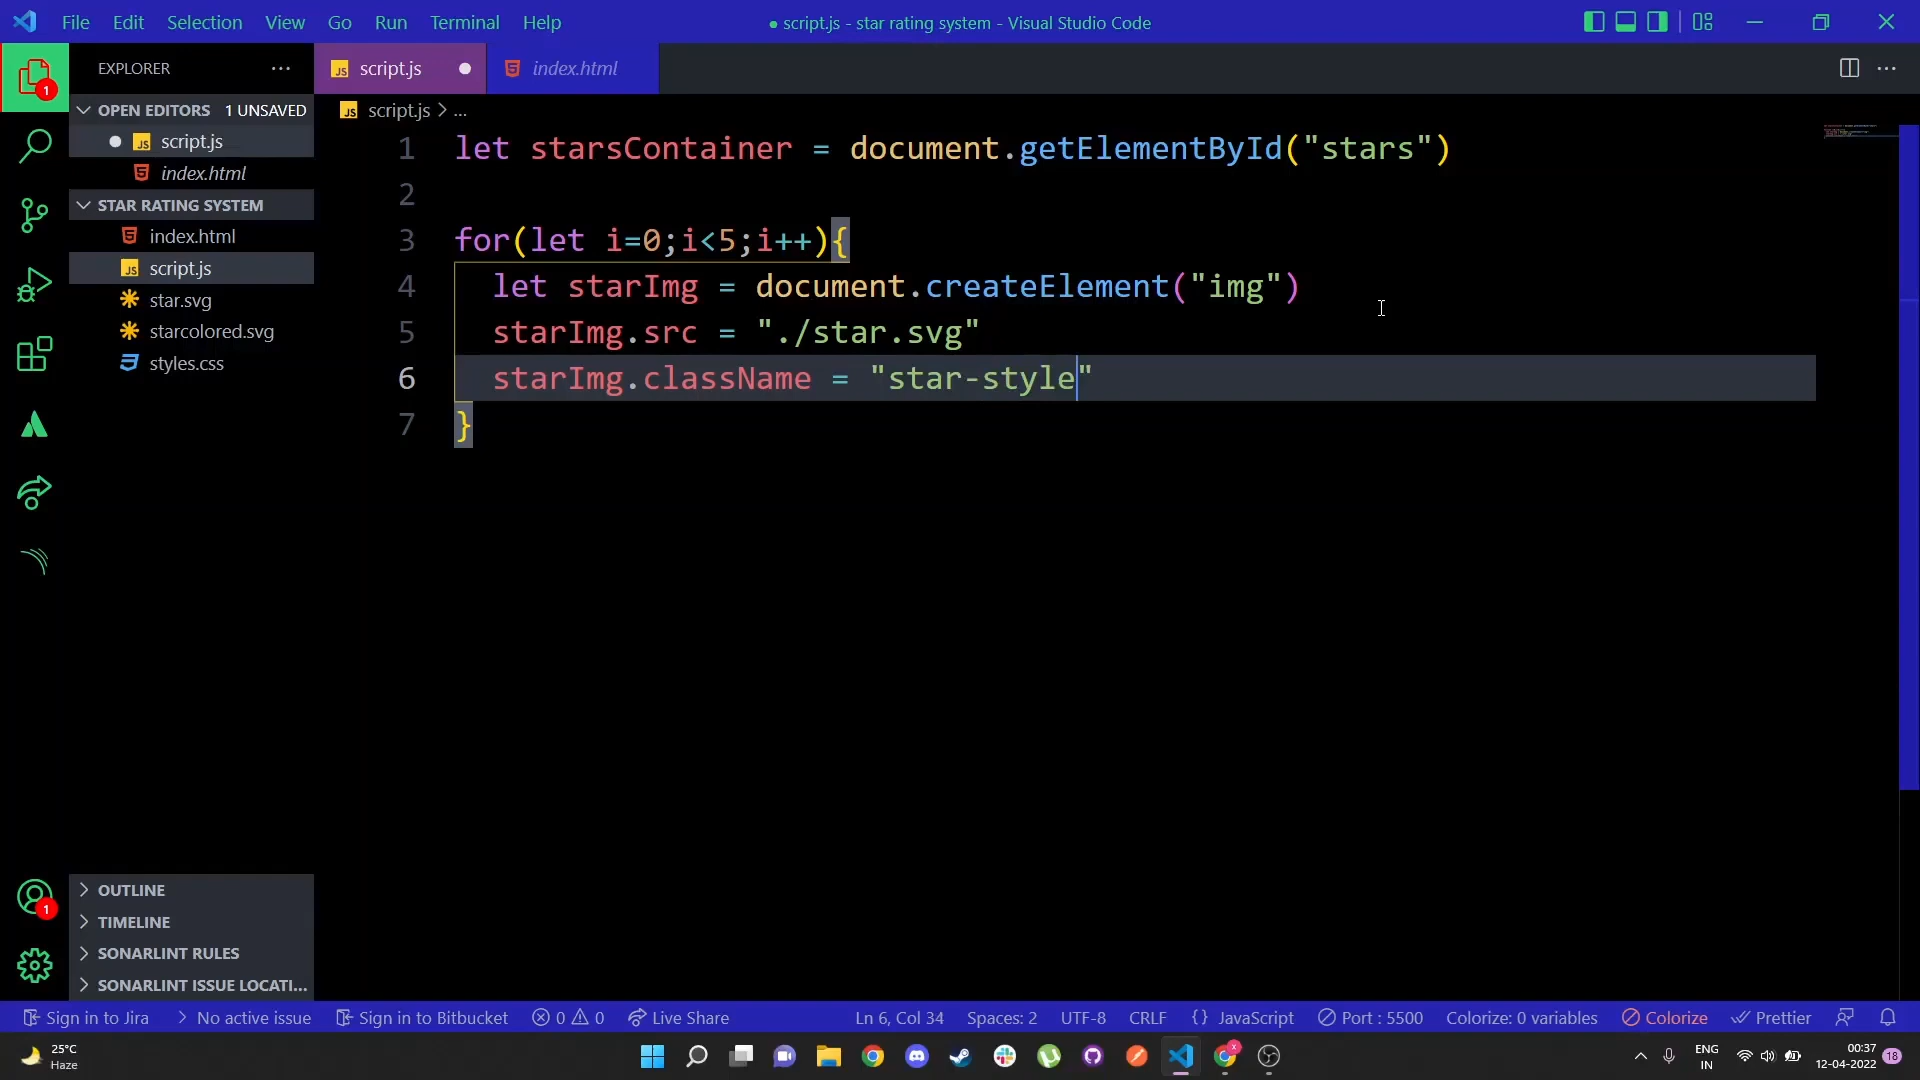 File Edit Selection View Go Run Terminal Help
● script.js - star rating system - Visual Studio Code
EXPLORER
script.js
index.html
OPEN EDITORS 1 UNSAVED
script.js > ...
script.js
index.html
STAR RATING SYSTEM
index.html
script.js
star.svg
starcolored.svg
styles.css
1 let starsContainer = document.getElementById("stars")
2
3 for(let i=0;i<5;i++){
4 let starImg = document.createElement("img")
5 starImg.src = "./star.svg"
6 starImg.className = "star-style"
7 }
1
1
OUTLINE
TIMELINE
SONARLINT RULES
SONARLINT ISSUE LOCATI...
Sign in to Jira No active issue Sign in to Bitbucket 0 0 Live Share Ln 6, Col 34 Spaces: 2 UTF-8 CRLF {} JavaScript Port : 5500 Colorize: 0 variables Colorize Prettier
25°C
Haze
ENG
IN
00:37
12-04-2022
18